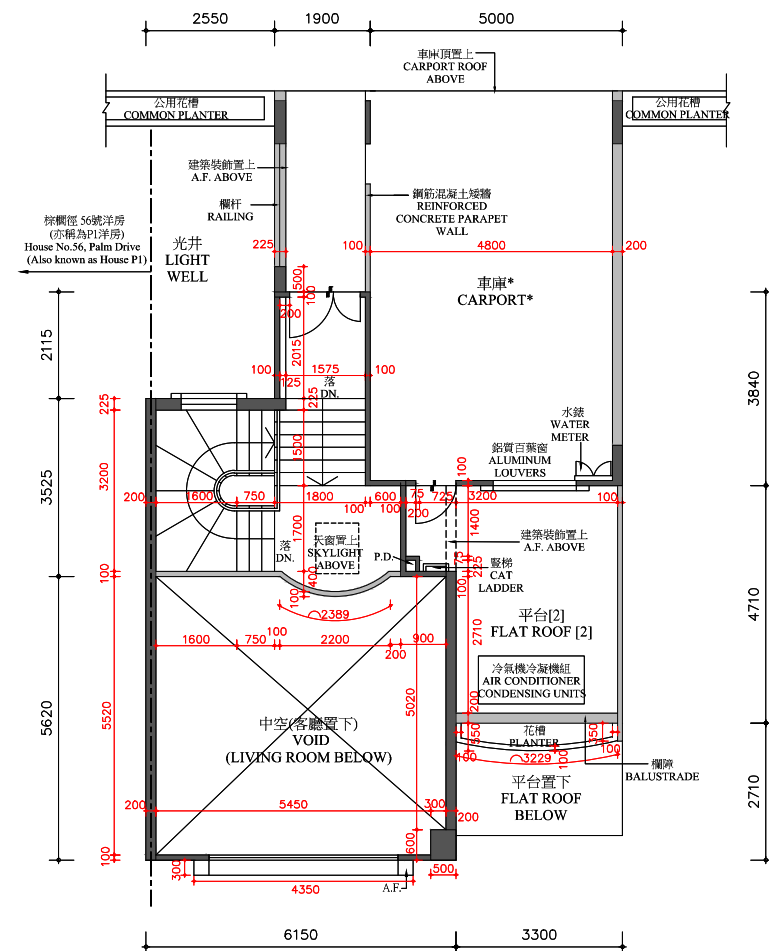 2550
1900
5000
車庫頂置上
CARPORT ROOF
ABOVE
公用花槽
COMMON PLANTER
公用花槽
COMMON PLANTER
建築裝飾置上
A.F. ABOVE
欄杆
RAILING
鋼筋混凝土矮牆
REINFORCED
CONCRETE PARAPET
WALL
棕櫚徑 56號洋房
(亦稱為P1洋房)
House No.56, Palm Drive
(Also known as House P1)
光井
LIGHT
WELL
225
100
4800
200
500
100
200
車庫*
CARPORT*
2115
2015
3840
100
1575
100
125
落
DN.
225
225
水錶
WATER
METER
鋁質百葉窗
ALUMINUM
LOUVERS
3525
3200
1500
100
200
1600
750
1800
600
75
725
3200
100
100
100
200
1400
1700
天窗置上
SKYLIGHT
ABOVE
落
DN.
P.D.
建築裝飾置上
A.F. ABOVE
豎梯
CAT
LADDER
75
225
100
100
400
100
2389
平台[2]
FLAT ROOF [2]
4710
2710
100
1600
750
2200
900
200
冷氣機冷凝機組
AIR CONDITIONER
CONDENSING UNITS
5020
200
5620
5520
中空(客廳置下)
VOID
(LIVING ROOM BELOW)
花槽
PLANTER
550
350
100
100
3229
100
欄障
BALUSTRADE
平台置下
FLAT ROOF
BELOW
2710
200
5450
300
200
600
100
300
4350
A.F.
500
6150
3300